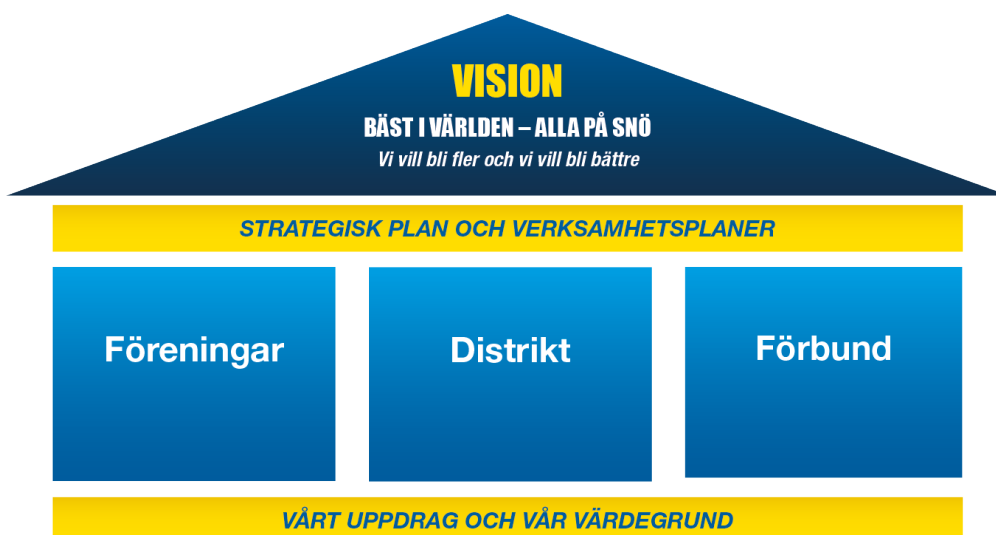 VISION
BÄST I VÄRLDEN – ALLA PÅ SNÖ
Vi vill bli fler och vi vill bli bättre
STRATEGISK PLAN OCH VERKSAMHETSPLANER
Föreningar
Distrikt
Förbund
VÅRT UPPDRAG OCH VÅR VÄRDEGRUND